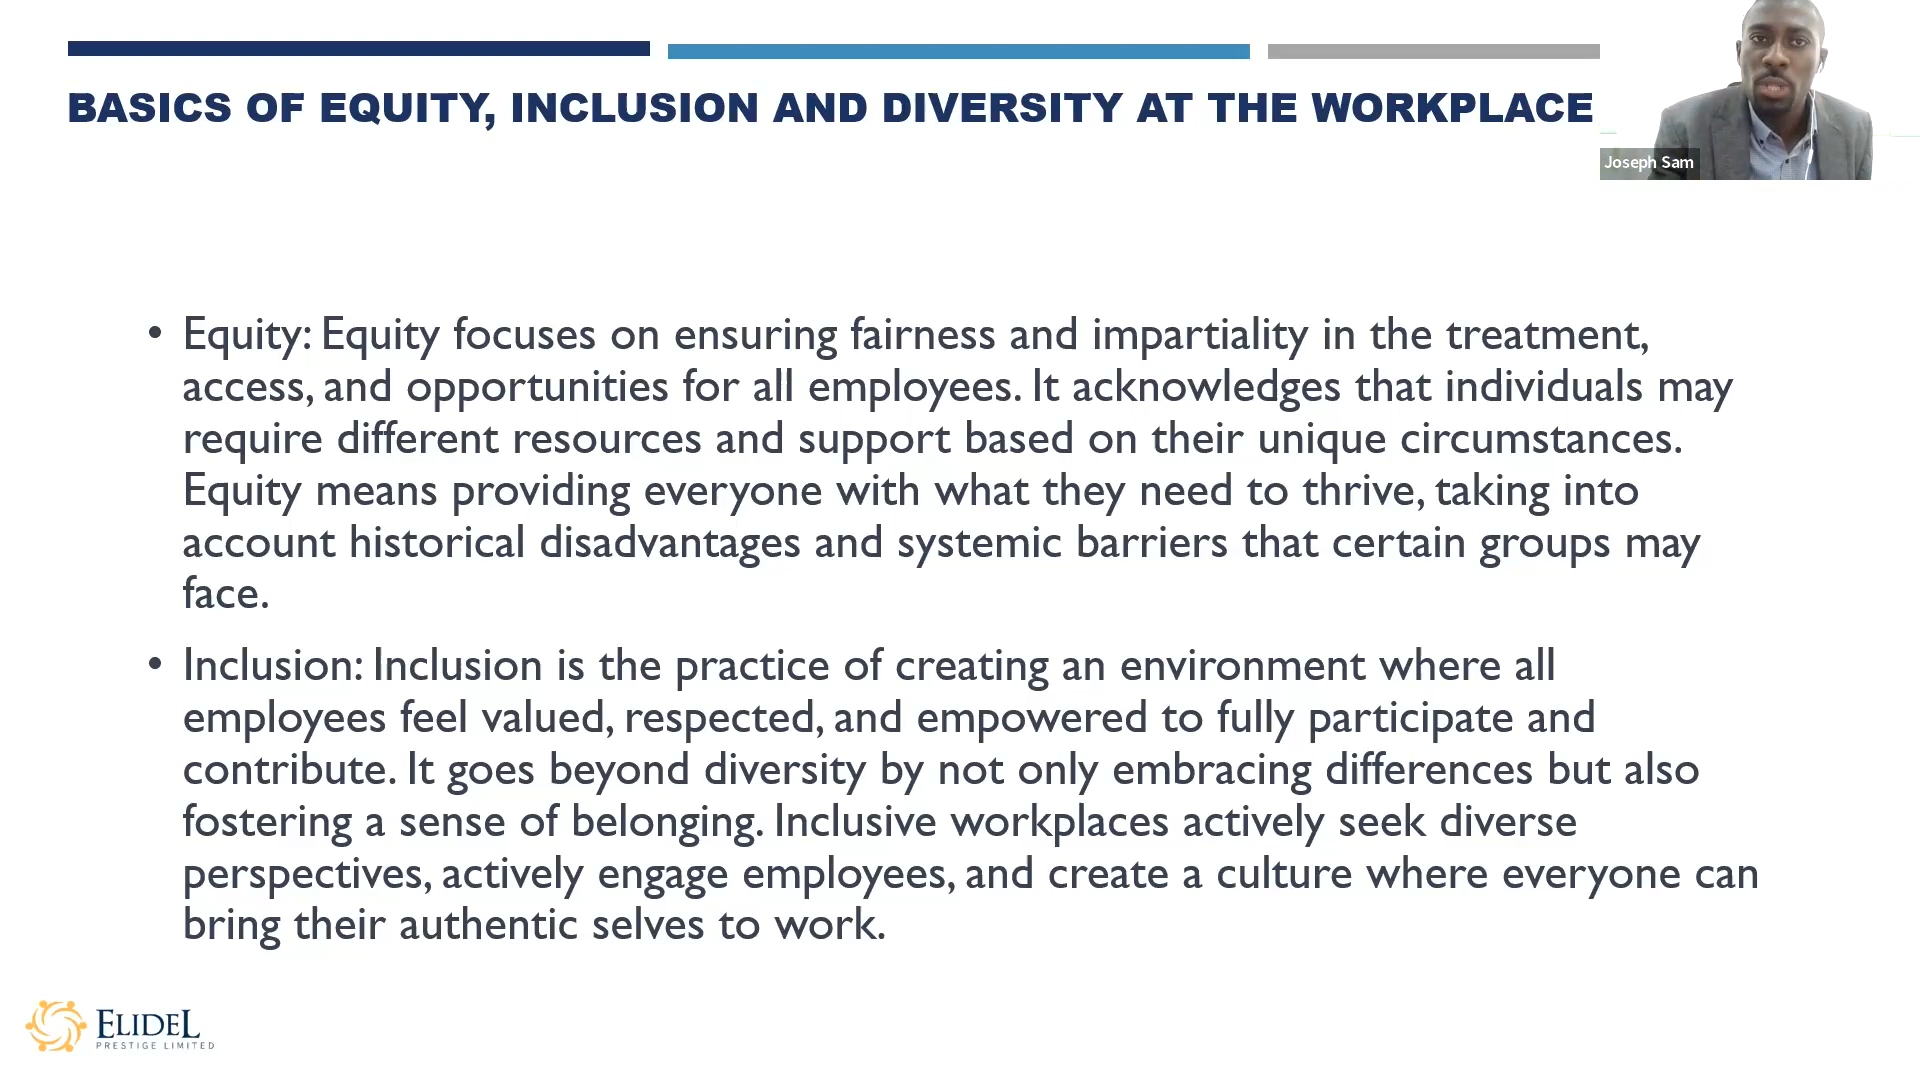 BASICS OF EQUITY, INCLUSION AND DIVERSITY AT THE WORKPLACE
Joseph Sam
• Equity: Equity focuses on ensuring fairness and impartiality in the treatment,
access, and opportunities for all employees. It acknowledges that individuals may
require different resources and support based on their unique circumstances.
Equity means providing everyone with what they need to thrive, taking into
account historical disadvantages and systemic barriers that certain groups may
face.
• Inclusion: Inclusion is the practice of creating an environment where all
employees feel valued, respected, and empowered to fully participate and
contribute. It goes beyond diversity by not only embracing differences but also
fostering a sense of belonging. Inclusive workplaces actively seek diverse
perspectives, actively engage employees, and create a culture where everyone can
bring their authentic selves to work.
ELIDEL
PRESTIGE LIMITED